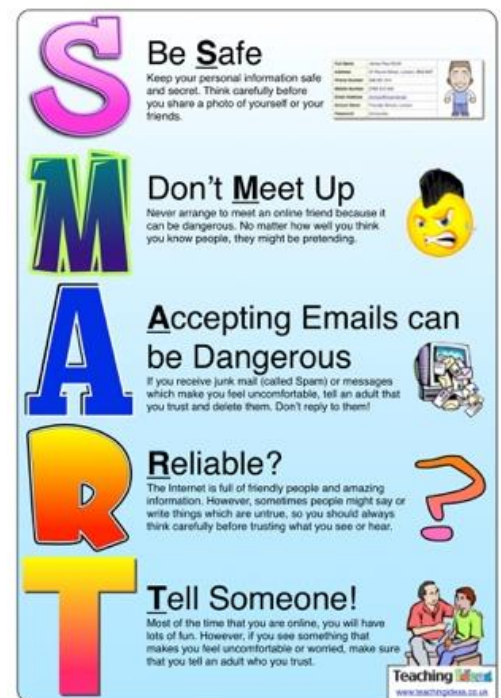 S
Be Safe
Keep your personal information safe
and secret. Think carefully before
you share a photo of yourself or your
friends.
M
Don't Meet Up
Never arrange to meet an online friend because it
can be dangerous. No matter how well you think
you know people, they might be pretending.
A
Accepting Emails can
be Dangerous
If you receive junk mail (called Spam) or messages
which make you feel uncomfortable, tell an adult that
you trust and delete them. Don't reply to them!
R
Reliable?
The Internet is full of friendly people and amazing
information. However, sometimes people might say or
write things which are untrue, so you should always
think carefully before trusting what you see or hear.
?
T
Tell Someone!
Most of the time that you are online, you will have
lots of fun. However, if you see something that
makes you feel uncomfortable or worried, make sure
that you tell an adult who you trust.
Teaching Ideas
www.teachingideas.co.uk